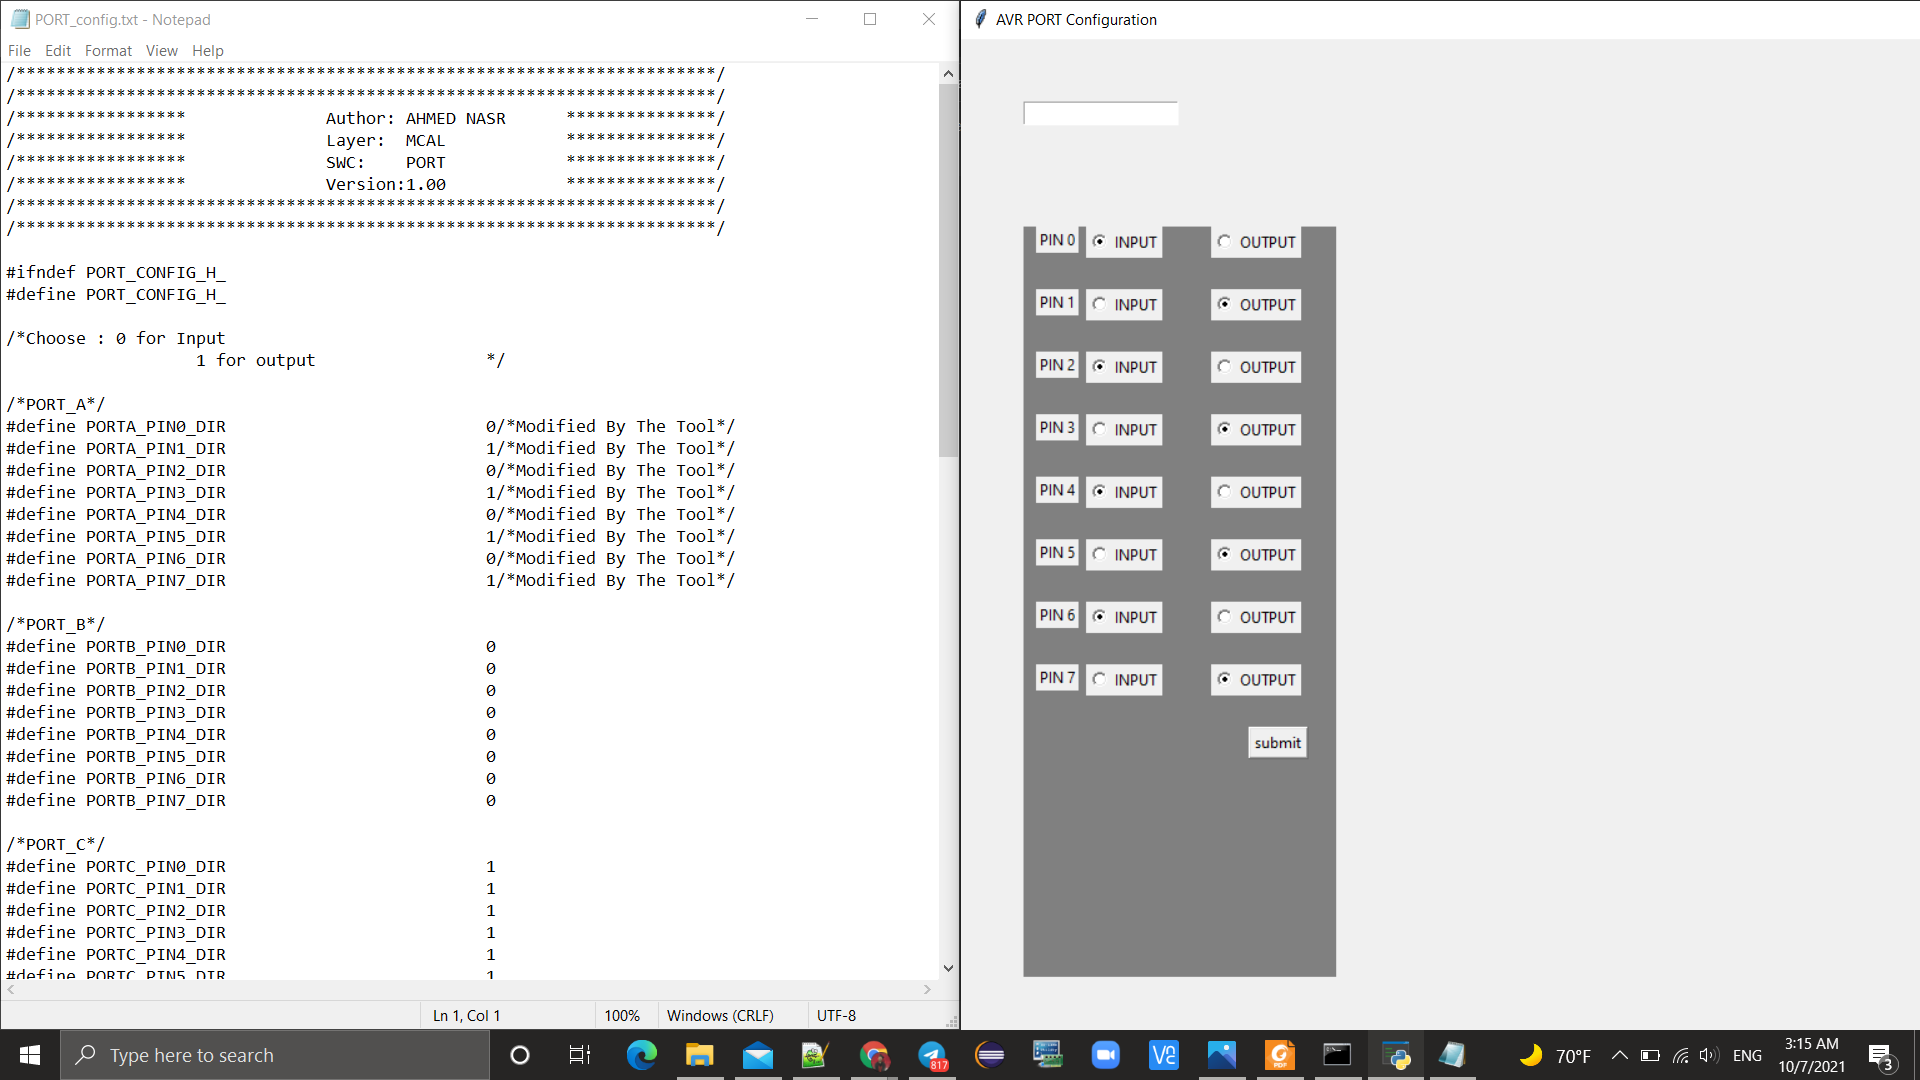 PORT_config.txt - Notepad
File Edit Format View Help
/**********************************************************************/
/**********************************************************************/
/***************** Author: AHMED NASR ***************/
/***************** Layer: MCAL ***************/
/***************** SWC: PORT ***************/
/***************** Version:1.00 ***************/
/**********************************************************************/
/**********************************************************************/
#ifndef PORT_CONFIG_H_
#define PORT_CONFIG_H_
/*Choose : 0 for Input
1 for output */
/*PORT_A*/
#define PORTA_PIN0_DIR 0/*Modified By The Tool*/
#define PORTA_PIN1_DIR 1/*Modified By The Tool*/
#define PORTA_PIN2_DIR 0/*Modified By The Tool*/
#define PORTA_PIN3_DIR 1/*Modified By The Tool*/
#define PORTA_PIN4_DIR 0/*Modified By The Tool*/
#define PORTA_PIN5_DIR 1/*Modified By The Tool*/
#define PORTA_PIN6_DIR 0/*Modified By The Tool*/
#define PORTA_PIN7_DIR 1/*Modified By The Tool*/
/*PORT_B*/
#define PORTB_PIN0_DIR 0
#define PORTB_PIN1_DIR 0
#define PORTB_PIN2_DIR 0
#define PORTB_PIN3_DIR 0
#define PORTB_PIN4_DIR 0
#define PORTB_PIN5_DIR 0
#define PORTB_PIN6_DIR 0
#define PORTB_PIN7_DIR 0
/*PORT_C*/
#define PORTC_PIN0_DIR 1
#define PORTC_PIN1_DIR 1
#define PORTC_PIN2_DIR 1
#define PORTC_PIN3_DIR 1
#define PORTC_PIN4_DIR 1
#define PORTC_PIN5_DIR 1
Ln 1, Col 1 100% Windows (CRLF) UTF-8
AVR PORT Configuration
PIN 0 INPUT OUTPUT
PIN 1 INPUT OUTPUT
PIN 2 INPUT OUTPUT
PIN 3 INPUT OUTPUT
PIN 4 INPUT OUTPUT
PIN 5 INPUT OUTPUT
PIN 6 INPUT OUTPUT
PIN 7 INPUT OUTPUT
submit
Type here to search
817
VC
PDF
70°F
ENG
3:15 AM
10/7/2021
3